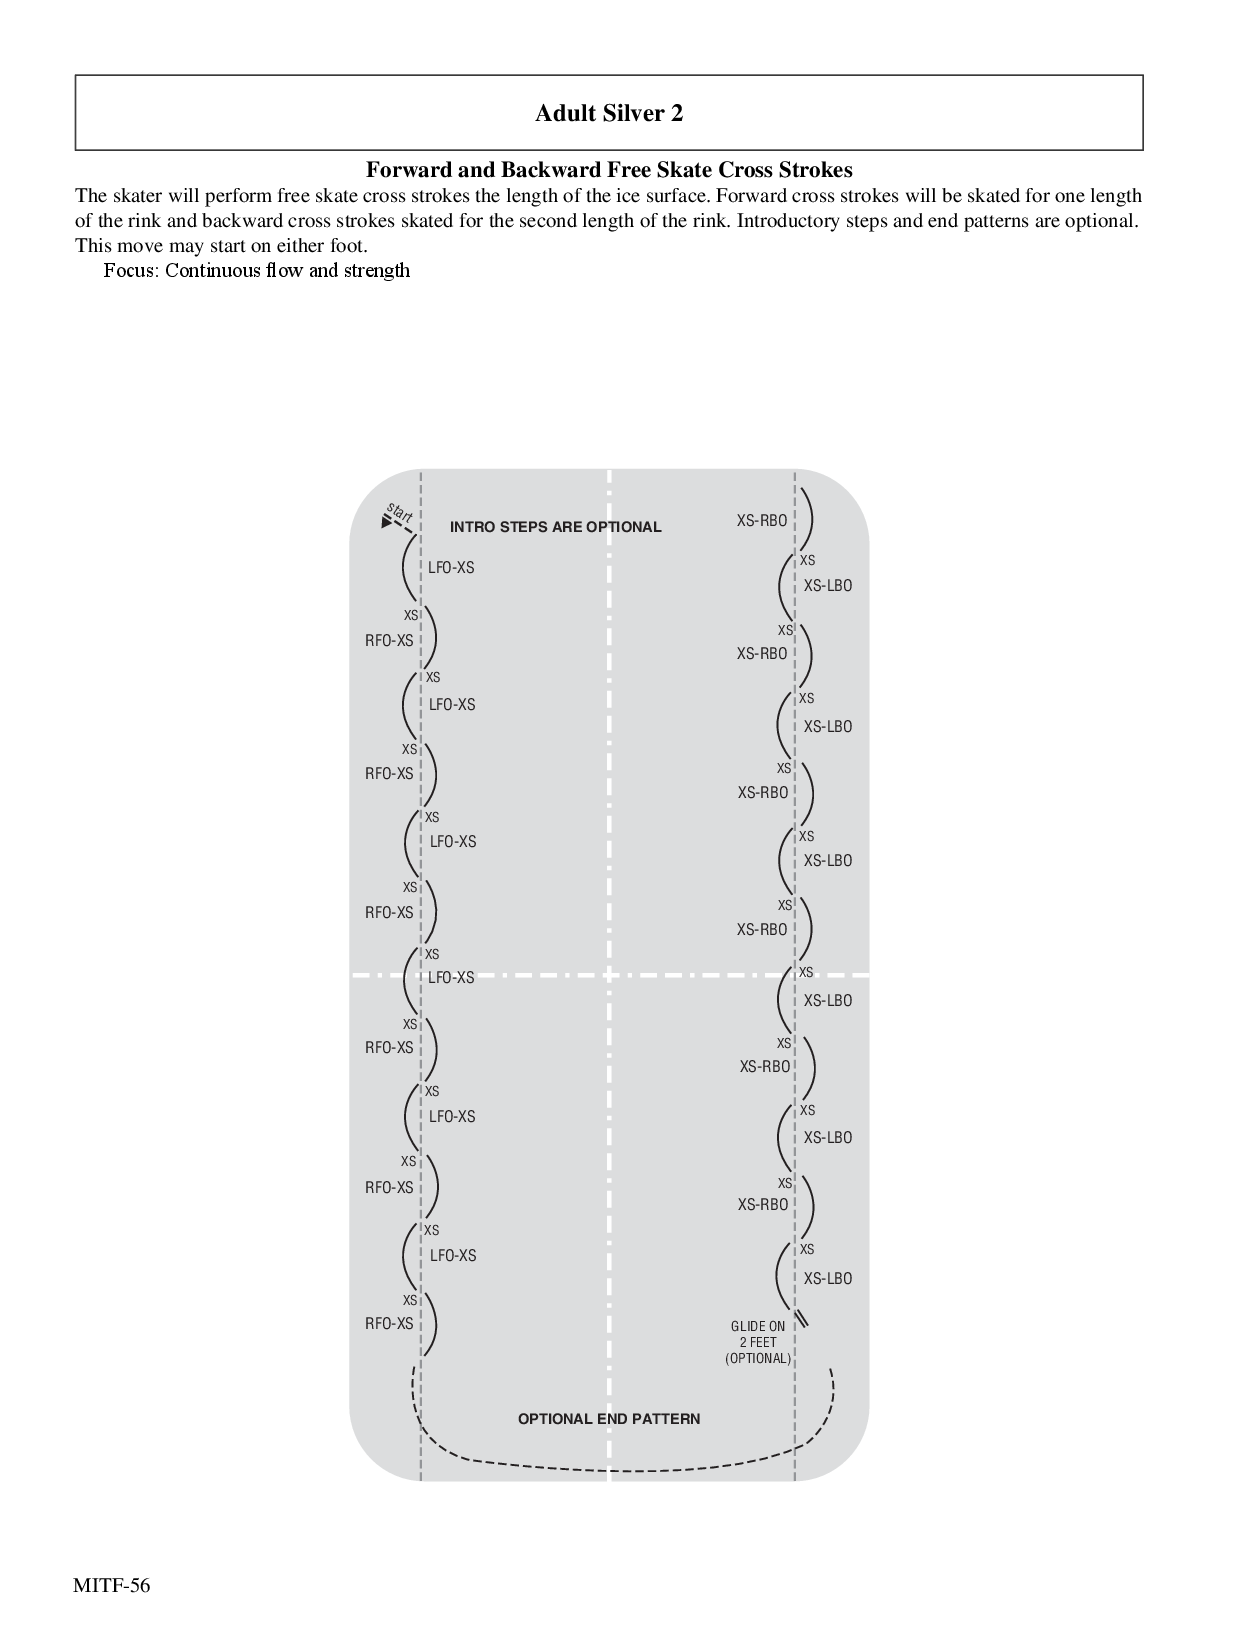 Adult Silver 2
Forward and Backward Free Skate Cross Strokes
The skater will perform free skate cross strokes the length of the ice surface. Forward cross strokes will be skated for one length
of the rink and backward cross strokes skated for the second length of the rink. Introductory steps and end patterns are optional.
This move may start on either foot.
Focus: Continuous flow and strength
start
INTRO STEPS ARE OPTIONAL
LFO-XS
XS
RFO-XS
XS
LFO-XS
XS
RFO-XS
XS
LFO-XS
XS
RFO-XS
XS
LFO-XS
XS
RFO-XS
XS
LFO-XS
XS
RFO-XS
XS
LFO-XS
XS
RFO-XS
XS-RBO
XS
XS-LBO
XS
XS-RBO
XS
XS-LBO
XS
XS-RBO
XS
XS-LBO
XS
XS-RBO
XS
XS-LBO
XS
XS-RBO
XS
XS-LBO
XS
XS-RBO
XS
XS-LBO
GLIDE ON
2 FEET
(OPTIONAL)
OPTIONAL END PATTERN
MITF-56